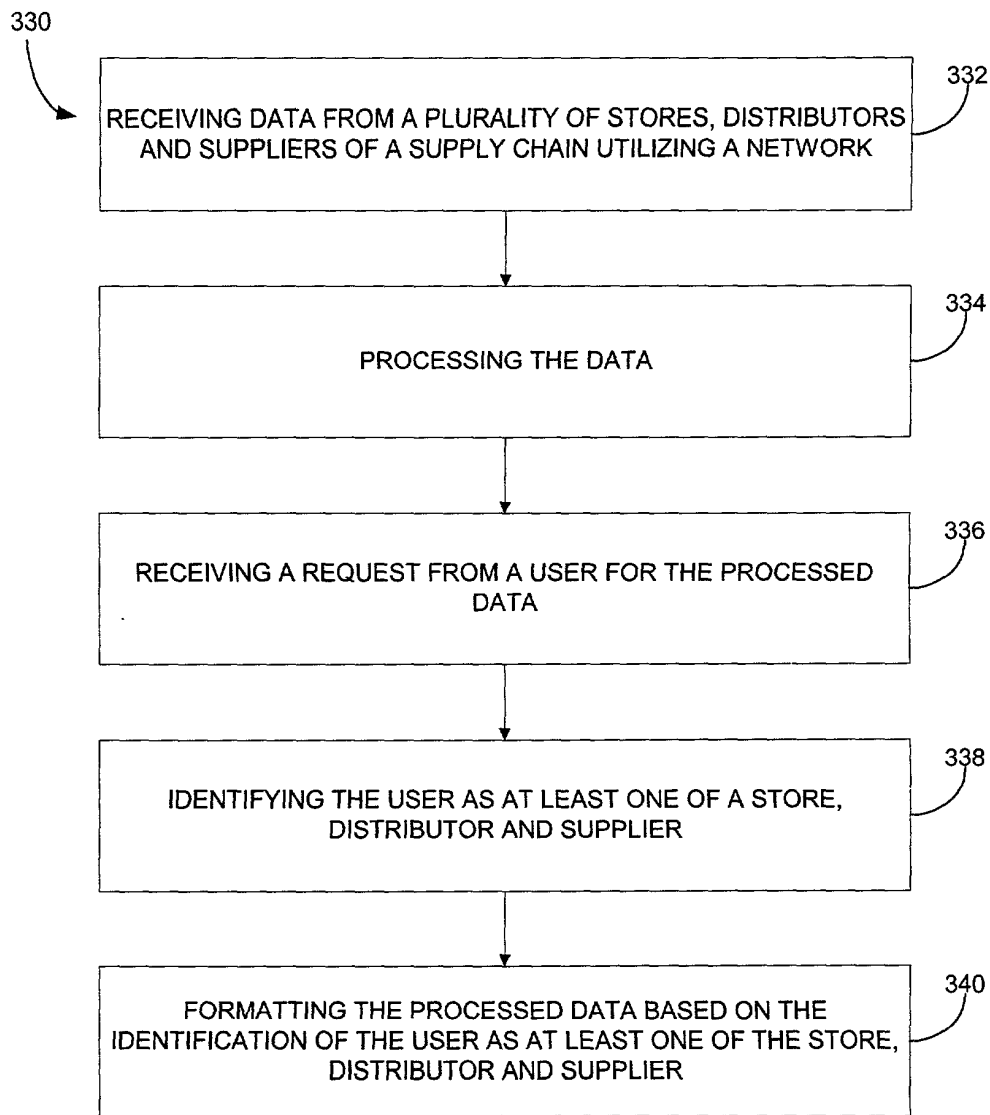 330
332
RECEIVING DATA FROM A PLURALITY OF STORES, DISTRIBUTORS
AND SUPPLIERS OF A SUPPLY CHAIN UTILIZING A NETWORK
334
PROCESSING THE DATA
336
RECEIVING A REQUEST FROM A USER FOR THE PROCESSED
DATA
338
IDENTIFYING THE USER AS AT LEAST ONE OF A STORE,
DISTRIBUTOR AND SUPPLIER
340
FORMATTING THE PROCESSED DATA BASED ON THE
IDENTIFICATION OF THE USER AS AT LEAST ONE OF THE STORE,
DISTRIBUTOR AND SUPPLIER